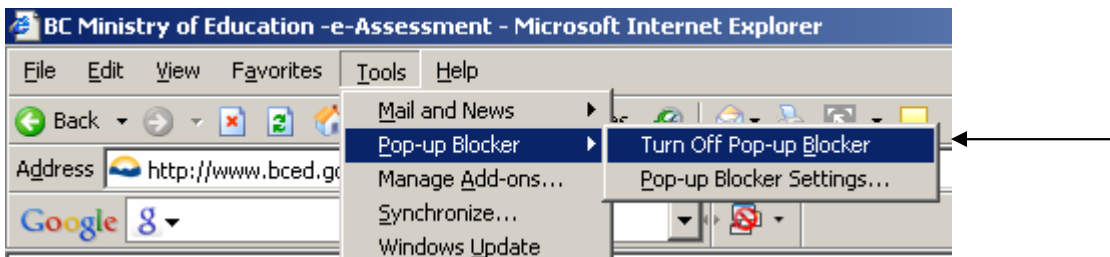 BC Ministry of Education -e-Assessment - Microsoft Internet Explorer
File Edit View Favorites Tools Help
Back
Mail and News
Pop-up Blocker
Turn Off Pop-up Blocker
Address http://www.bced.go
Manage Add-ons...
Pop-up Blocker Settings...
Google g
Synchronize...
Windows Update